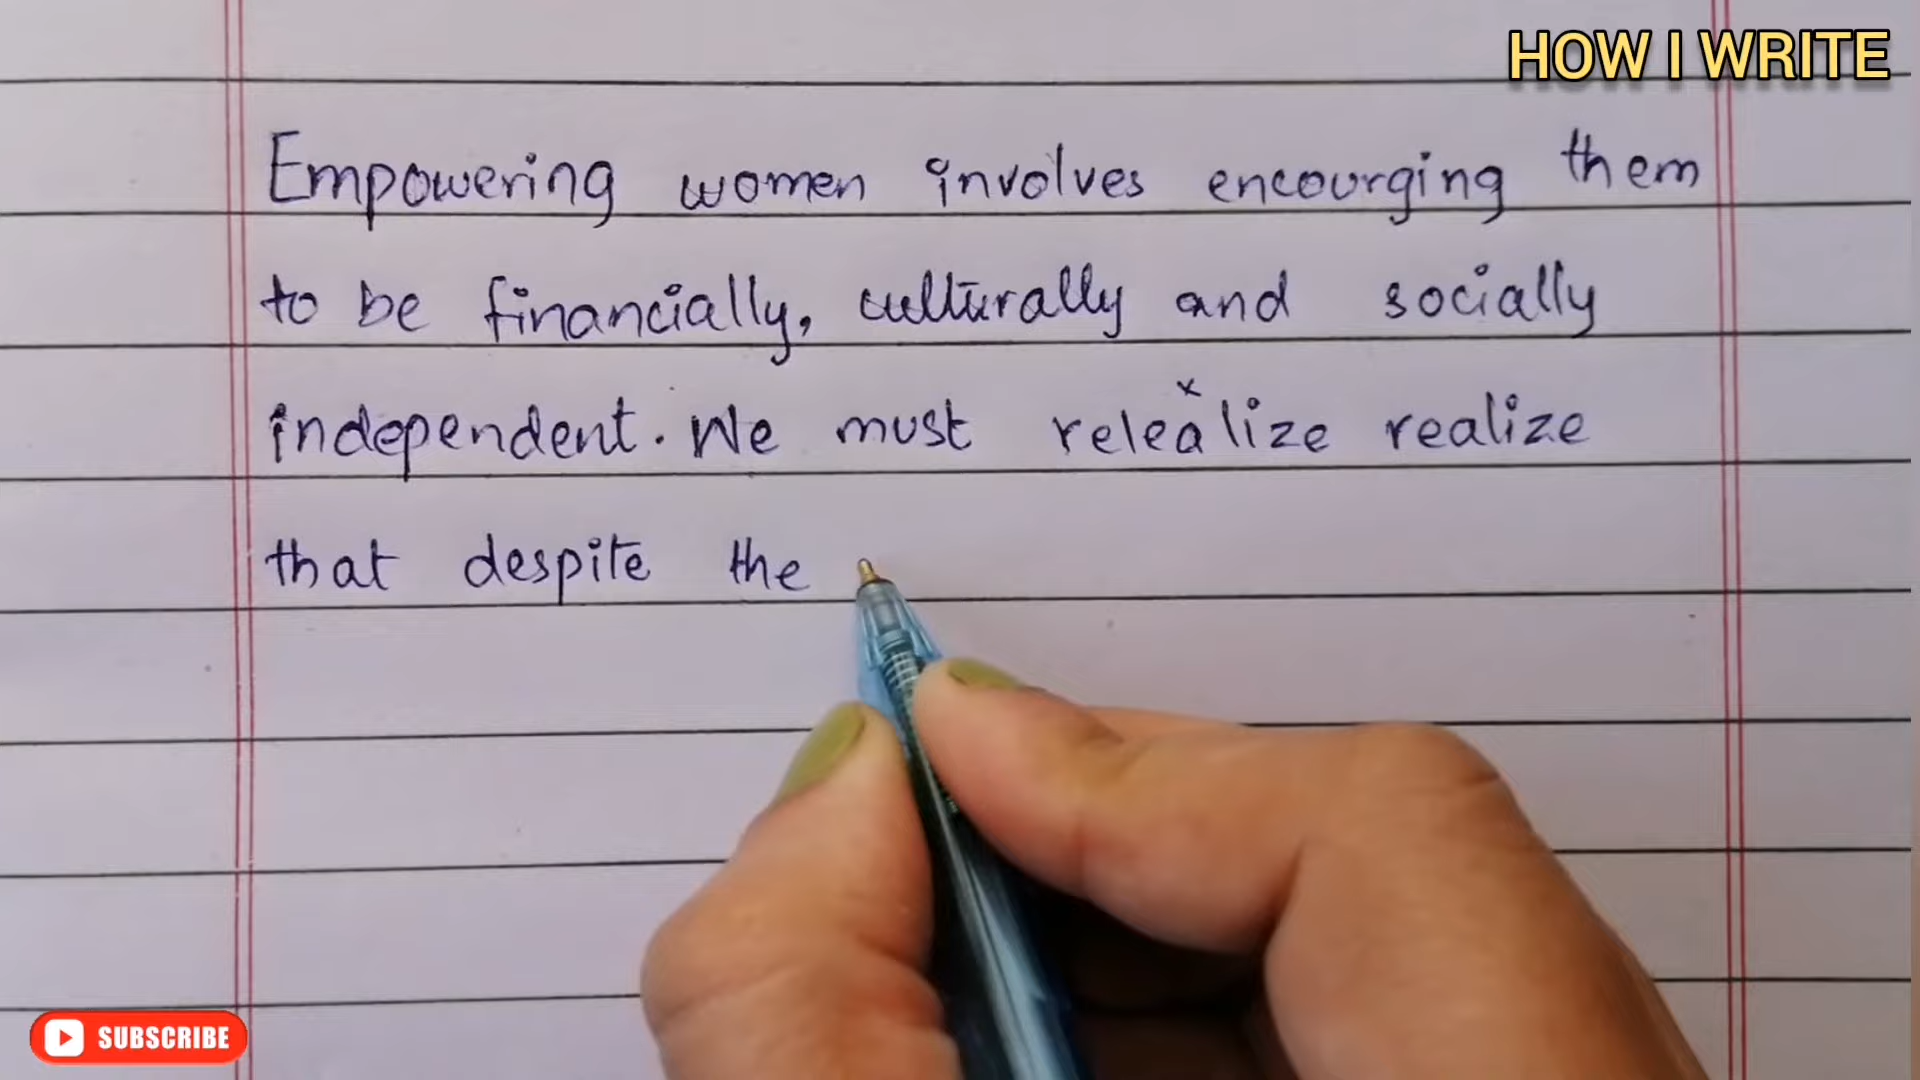 HOW I WRITE
Empowering women involves encourging them
to be financially, culturally and socially
independent. We must relealize realize
that despite the
SUBSCRIBE